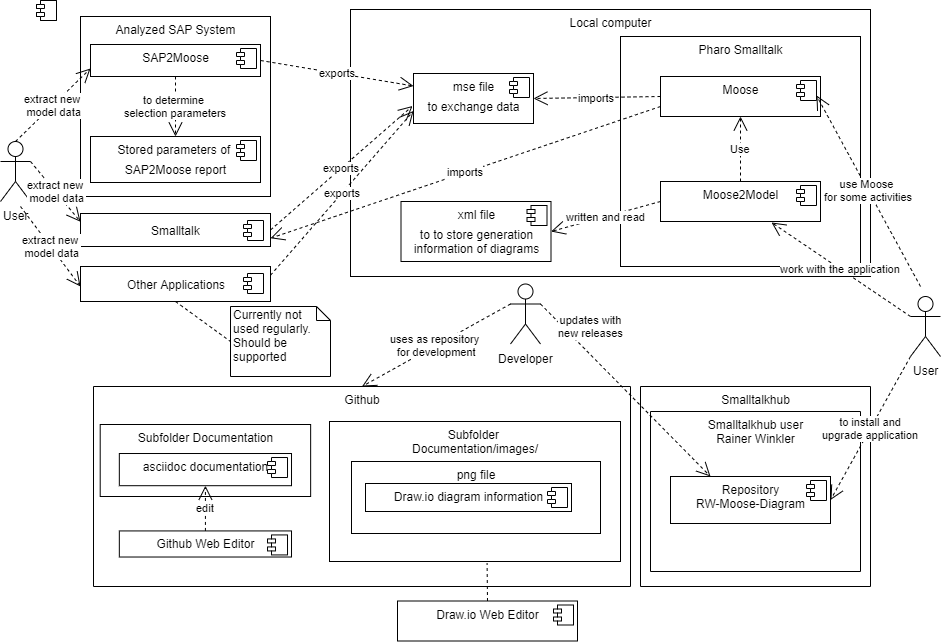 Analyzed SAP System
SAP2Moose
to determine
selection parameters
Stored parameters of
SAP2Moose report
extract new
model data
extract new
model data
extract new
model data
User
Smalltalk
Other Applications
Currently not
used regularly.
Should be
supported
exports
exports
exports
Local computer
mse file
to exchange data
imports
imports
xml file
to to store generation
information of diagrams
written and read
Pharo Smalltalk
Moose
Use
Moose2Model
use Moose
for some activities
work with the application
User
Developer
uses as repository
for development
updates with
new releases
to install and
upgrade application
Github
Subfolder Documentation
asciidoc documentation
edit
Github Web Editor
Subfolder
Documentation/images/
png file
Draw.io diagram information
Draw.io Web Editor
Smalltalkhub
Smalltalkhub user
Rainer Winkler
Repository
RW-Moose-Diagram